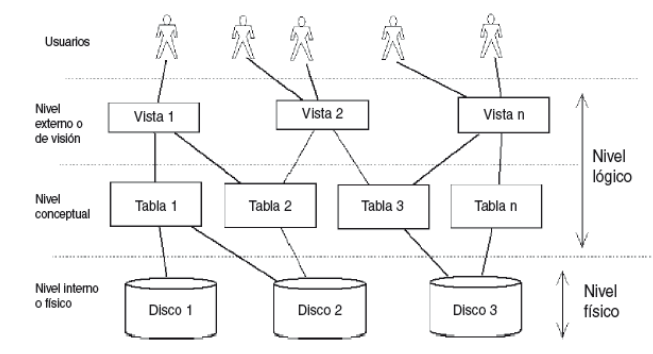 Usuarios
Nivel
externo o
de visión
Vista 1
Vista 2
Vista n
Nivel
lógico
Nivel
conceptual
Tabla 1
Tabla 2
Tabla 3
Tabla n
Nivel interno
o físico
Disco 1
Disco 2
Disco 3
Nivel
físico